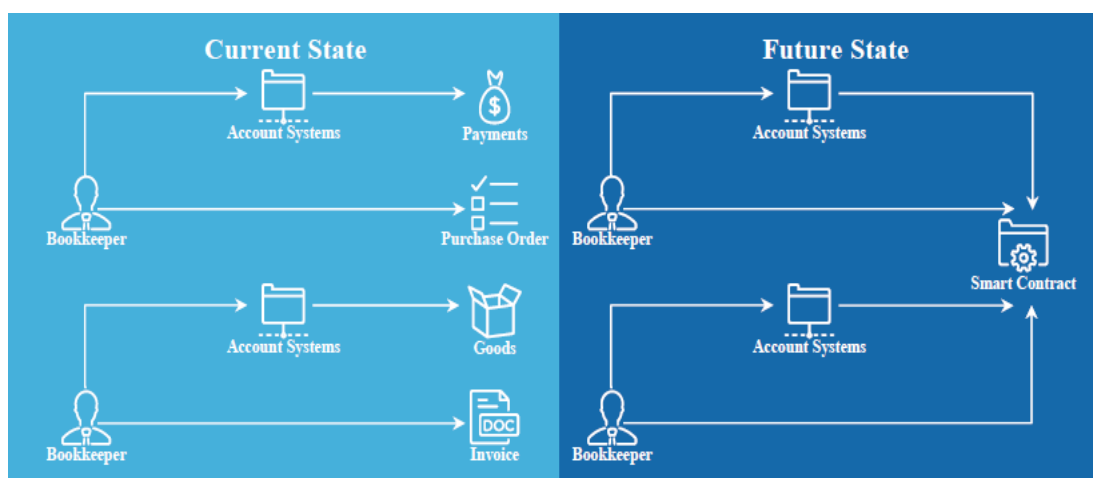 Current State
Account Systems
Payments
Bookkeeper
Purchase Order
Account Systems
Goods
DOC
Bookkeeper
Invoice
Future State
Account Systems
Bookkeeper
Smart Contract
Account Systems
Bookkeeper
$